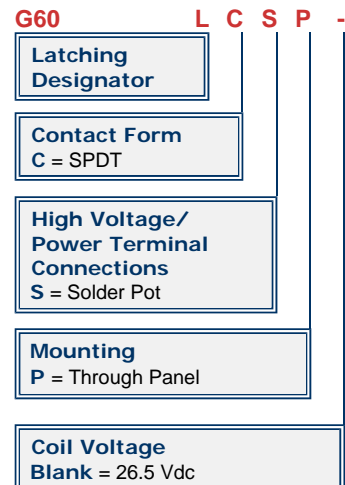 G60 L C S P -
Latching
Designator
Contact Form
C = SPDT
High Voltage/
Power Terminal
Connections
S = Solder Pot
Mounting
P = Through Panel
Coil Voltage
Blank = 26.5 Vdc